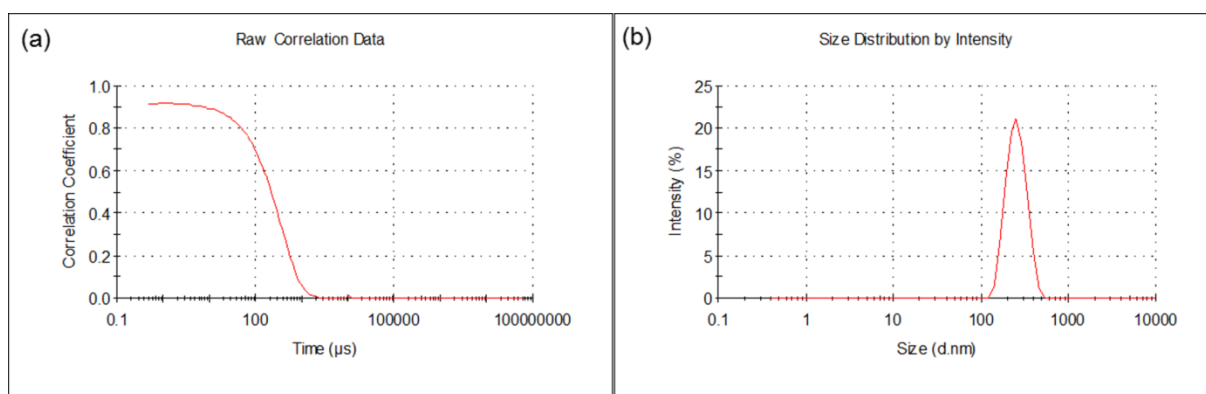 (a)
Raw Correlation Data
Correlation Coefficient
1.0
0.8
0.6
0.4
0.2
0.0
0.1
100
100000
100000000
Time (µs)
(b)
Size Distribution by Intensity
Intensity (%)
25
20
15
10
5
0
0.1
1
10
100
1000
10000
Size (d.nm)